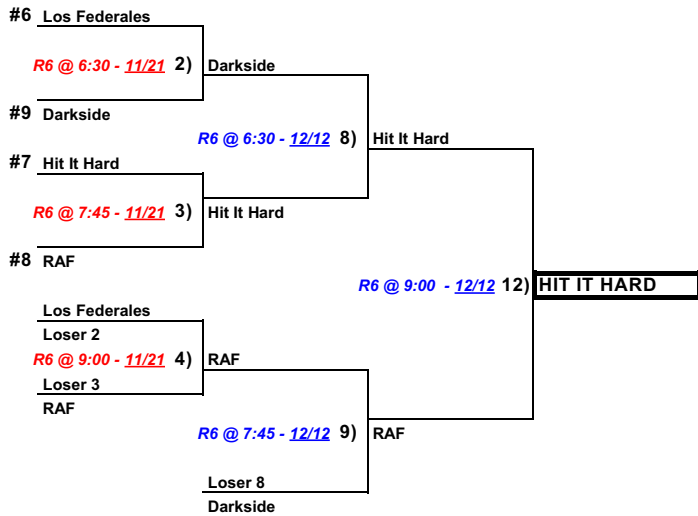 #6 Los Federales
R6 @ 6:30 - 11/21 2) Darkside
#9 Darkside
R6 @ 6:30 - 12/12 8) Hit It Hard
#7 Hit It Hard
R6 @ 7:45 - 11/21 3) Hit It Hard
#8 RAF
R6 @ 9:00 - 12/12 12) HIT IT HARD
Los Federales
Loser 2
R6 @ 9:00 - 11/21 4) RAF
Loser 3
RAF
R6 @ 7:45 - 12/12 9) RAF
Loser 8
Darkside